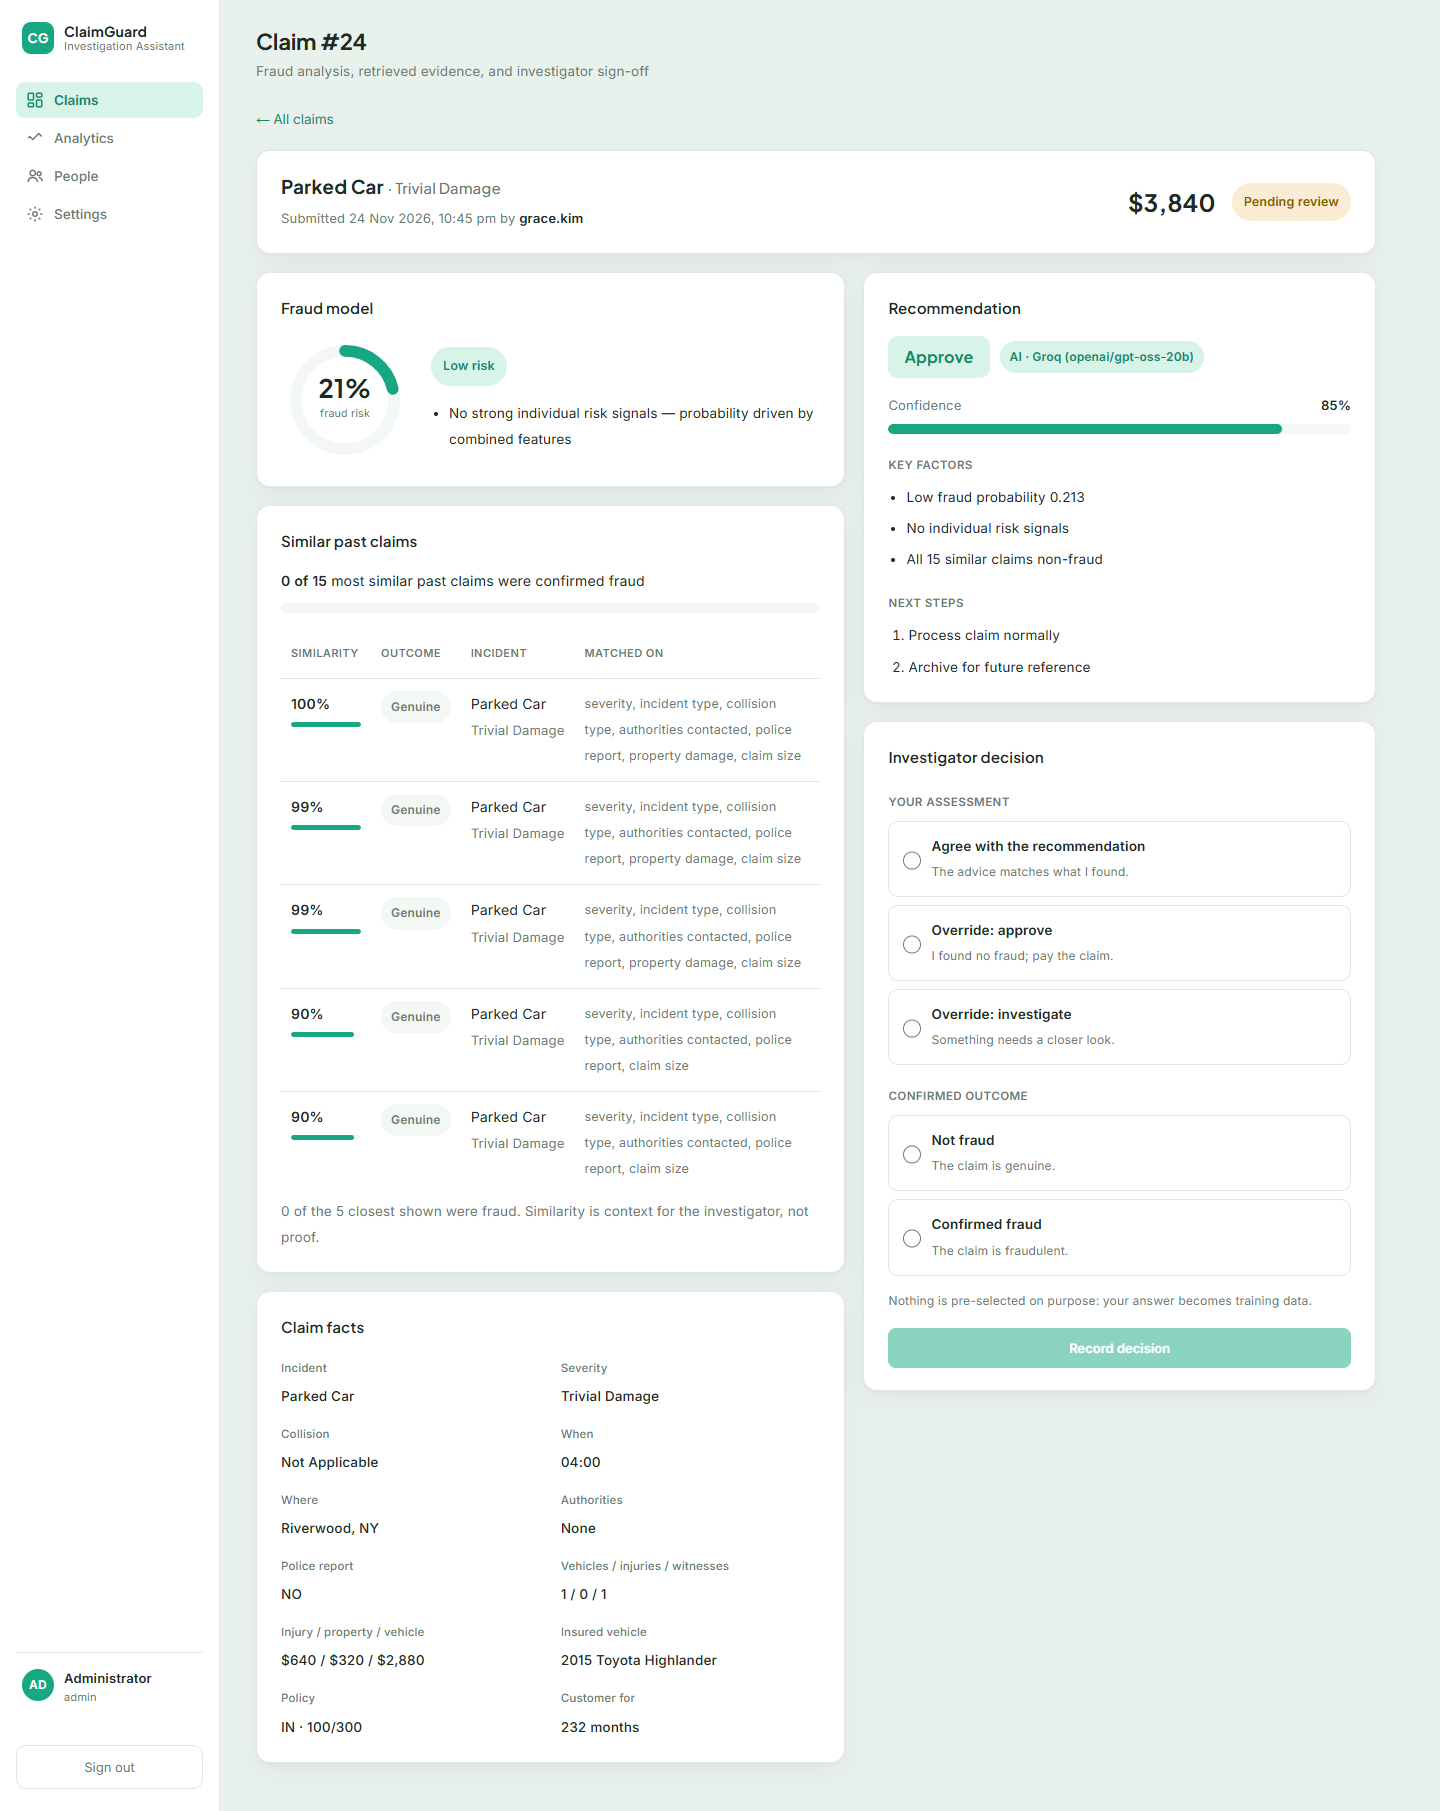 CG
ClaimGuard
Investigation Assistant
Claims
Analytics
People
Settings
Administrator
AD
admin
Sign out
Claim #24
Fraud analysis, retrieved evidence, and investigator sign-off
← All claims
Parked Car · Trivial Damage
Submitted 24 Nov 2026, 10:45 pm by grace.kim
$3,840
Pending review
Fraud model
21%
fraud risk
Low risk
• No strong individual risk signals — probability driven by
combined features
Similar past claims
0 of 15 most similar past claims were confirmed fraud
SIMILARITY OUTCOME INCIDENT MATCHED ON
100% Genuine Parked Car severity, incident type, collision
Trivial Damage type, authorities contacted, police
report, property damage, claim size
99% Genuine Parked Car severity, incident type, collision
Trivial Damage type, authorities contacted, police
report, property damage, claim size
99% Genuine Parked Car severity, incident type, collision
Trivial Damage type, authorities contacted, police
report, property damage, claim size
90% Genuine Parked Car severity, incident type, collision
Trivial Damage type, authorities contacted, police
report, claim size
90% Genuine Parked Car severity, incident type, collision
Trivial Damage type, authorities contacted, police
report, claim size
0 of the 5 closest shown were fraud. Similarity is context for the investigator, not
proof.
Claim facts
Incident Severity
Parked Car Trivial Damage
Collision When
Not Applicable 04:00
Where Authorities
Riverwood, NY None
Police report Vehicles / injuries / witnesses
NO 1 / 0 / 1
Injury / property / vehicle Insured vehicle
$640 / $320 / $2,880 2015 Toyota Highlander
Policy Customer for
IN · 100/300 232 months
Recommendation
Approve
AI · Groq (openai/gpt-oss-20b)
Confidence 85%
KEY FACTORS
• Low fraud probability 0.213
• No individual risk signals
• All 15 similar claims non-fraud
NEXT STEPS
1. Process claim normally
2. Archive for future reference
Investigator decision
YOUR ASSESSMENT
Agree with the recommendation
The advice matches what I found.
Override: approve
I found no fraud; pay the claim.
Override: investigate
Something needs a closer look.
CONFIRMED OUTCOME
Not fraud
The claim is genuine.
Confirmed fraud
The claim is fraudulent.
Nothing is pre-selected on purpose: your answer becomes training data.
Record decision